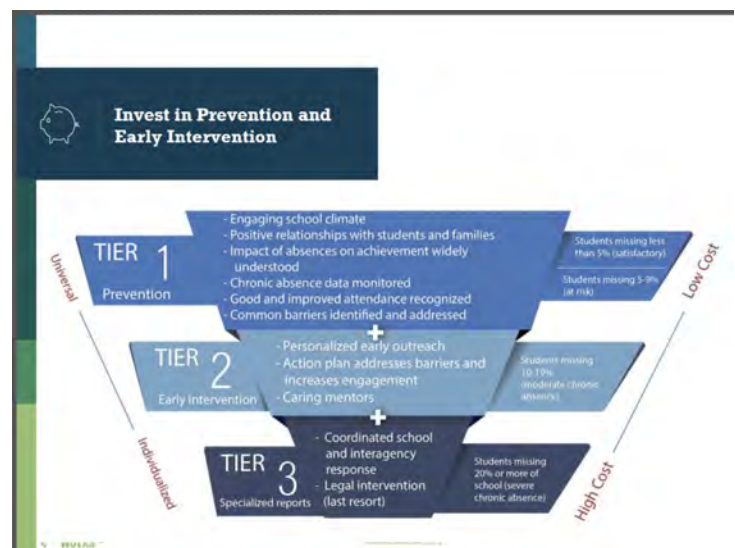 Invest in Prevention and
Early Intervention
Universal
Individualized
TIER 1
Prevention
- Engaging school climate
- Positive relationships with students and families
- Impact of absences on achievement widely
understood
- Chronic absence data monitored
- Good and improved attendance recognized
- Common barriers identified and addressed
Students missing less
than 5% (satisfactory)
Students missing 5-9%
(at risk)
+
TIER 2
Early Intervention
- Personalized early outreach
- Action plan addresses barriers and
increases engagement
- Caring mentors
Students missing
10-19%
(moderate chronic
absency)
+
TIER 3
Specialized reports
- Coordinated school
and interagency
response
- Legal intervention
(last resort)
Students missing
20% or more of
school (severe
chronic absence)
Low Cost
High Cost